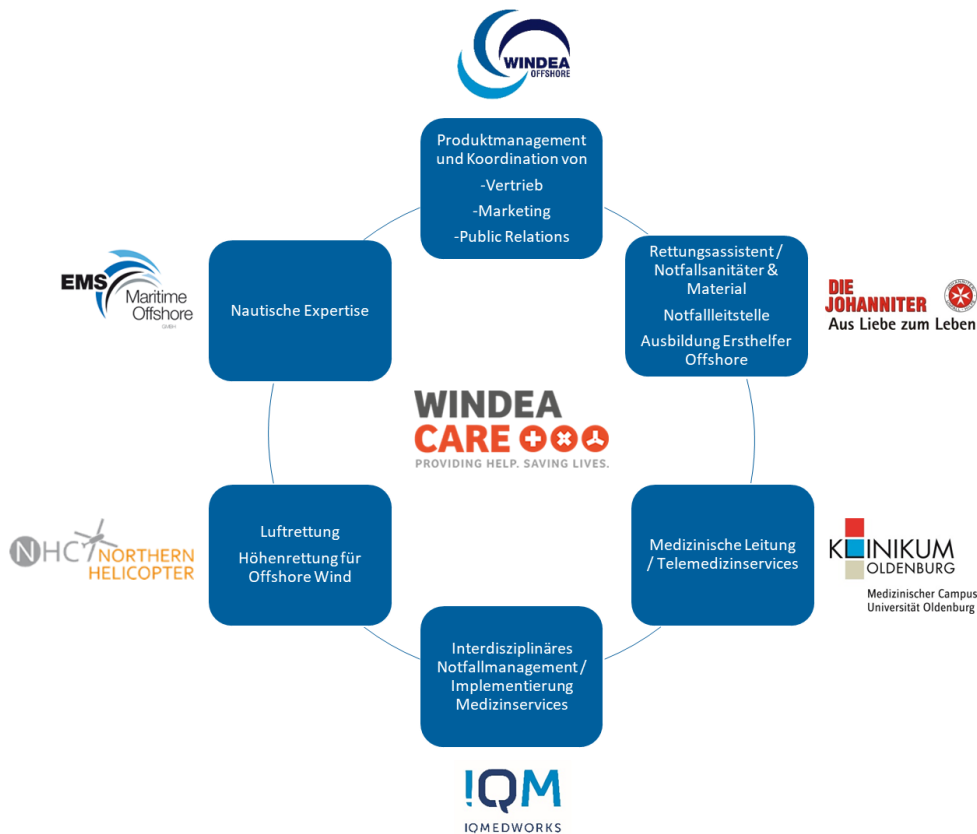 WINDEA
OFFSHORE
Produktmanagement
und Koordination von
-Vertrieb
-Marketing
-Public Relations
EMS
Maritime
Offshore
GMBH
Nautische Expertise
Rettungsassistent /
Notfallsanitäter &
Material
Notfallleitstelle
Ausbildung Ersthelfer
Offshore
DIE
JOHANNITER
Aus Liebe zum Leben
WINDEA
CARE
PROVIDING HELP. SAVING LIVES.
NHC NORTHERN
HELICOPTER
Luftrettung
Höhenrettung für
Offshore Wind
Medizinische Leitung
/ Telemedizinservices
KLINIKUM
OLDENBURG
Medizinischer Campus
Universität Oldenburg
Interdisziplinäres
Notfallmanagement /
Implementierung
Medizinservices
IQM
IQMEDWORKS